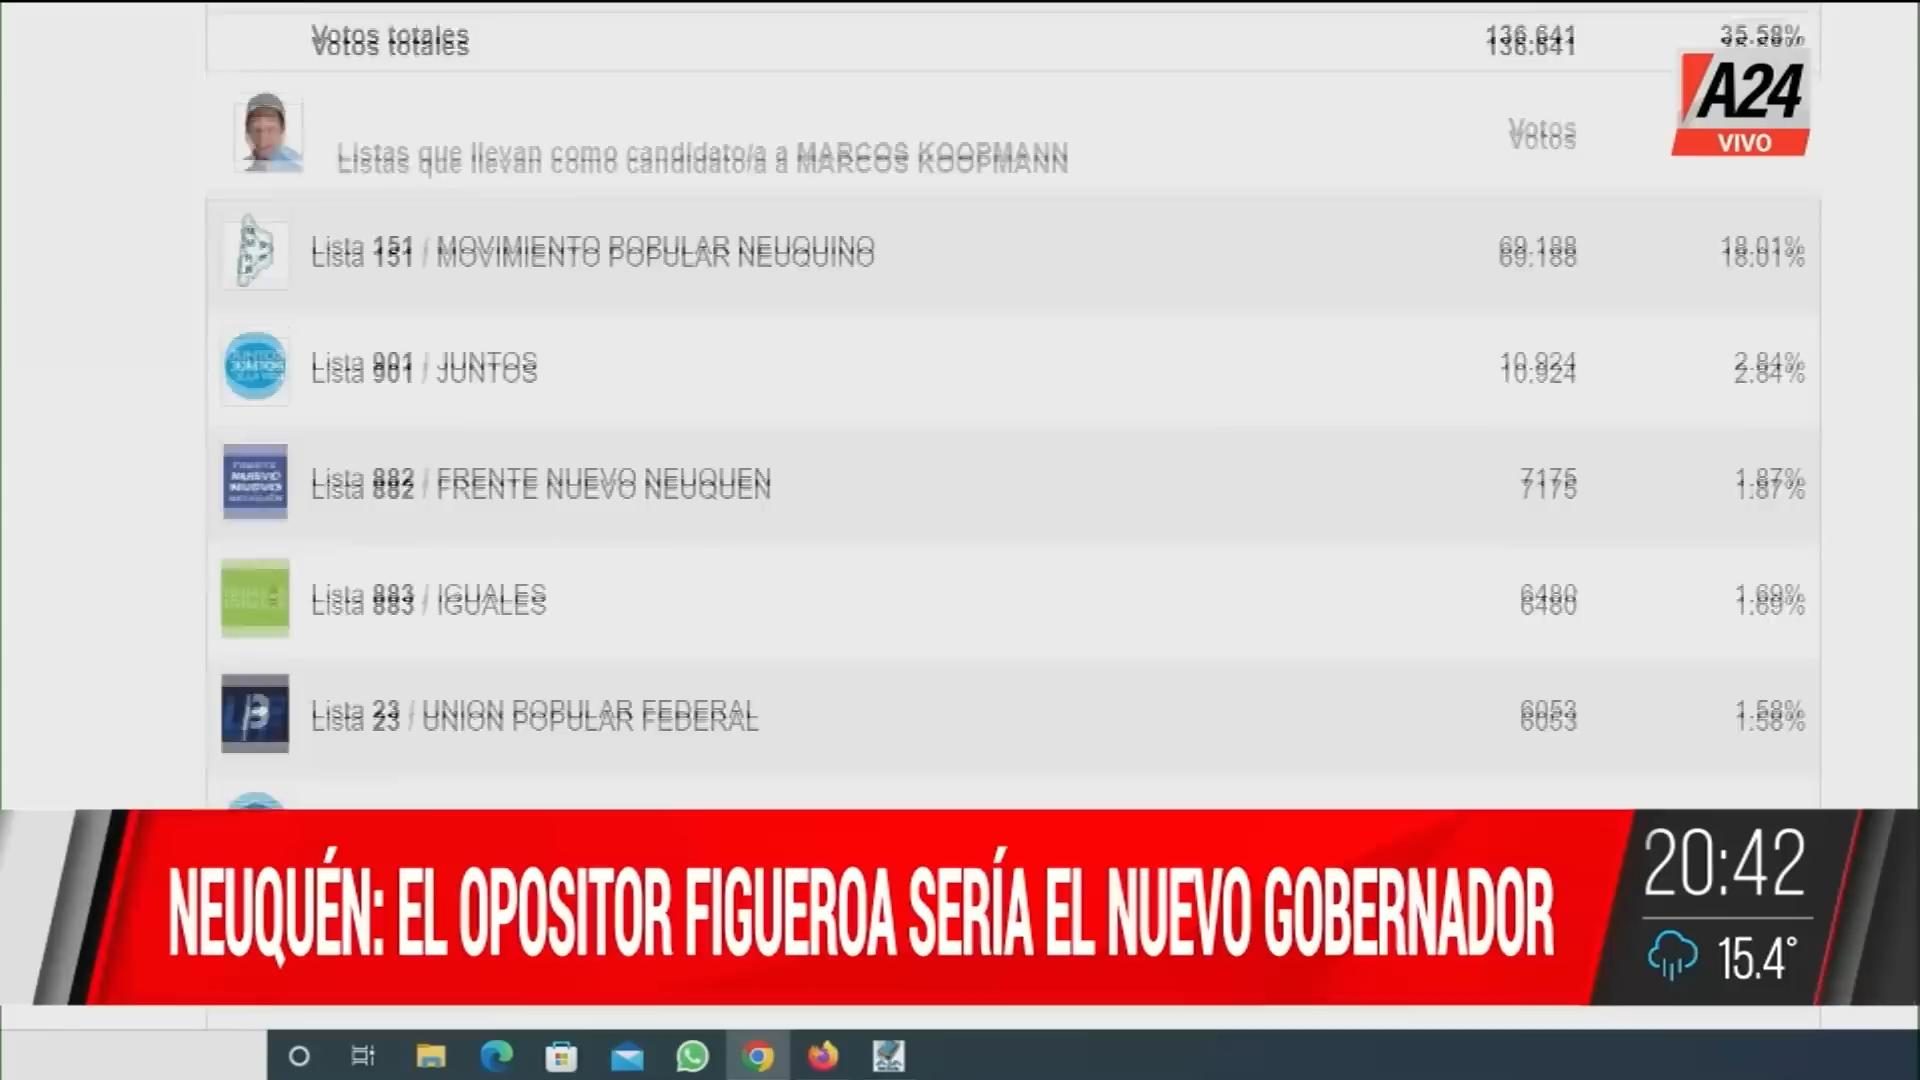 Votos totales 136.641 35.58%
A24
VIVO
Votos
Listas que llevan como candidato/a a MARCOS KOOPMANN
Lista 151 / MOVIMIENTO POPULAR NEUQUINO 69.188 18.01%
Lista 901 / JUNTOS 10.924 2.84%
Lista 882 / FRENTE NUEVO NEUQUEN 7175 1.87%
Lista 883 / IGUALES 6480 1.69%
Lista 23 / UNION POPULAR FEDERAL 6053 1.58%
NEUQUÉN: EL OPOSITOR FIGUEROA SERÍA EL NUEVO GOBERNADOR
20:42
15.4°